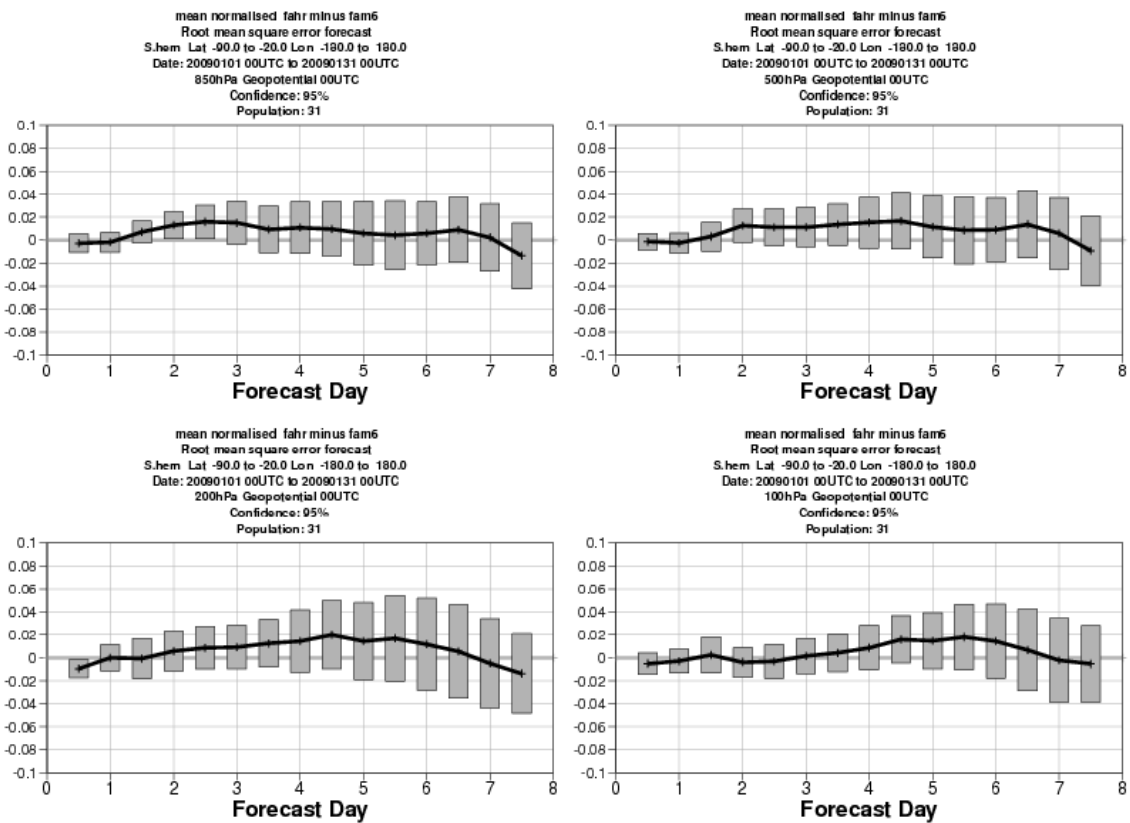 mean normalised fahr minus fam6
Root mean square error forecast
S.hem Lat -90.0 to -20.0 Lon -180.0 to 180.0
Date: 20090101 00UTC to 20090131 00UTC
850hPa Geopotential 00UTC
Confidence: 95%
Population: 31
0.1
0.08
0.06
0.04
0.02
0
-0.02
-0.04
-0.06
-0.08
-0.1
0 1 2 3 4 5 6 7 8
Forecast Day
mean normalised fahr minus fam6
Root mean square error forecast
S.hem Lat -90.0 to -20.0 Lon -180.0 to 180.0
Date: 20090101 00UTC to 20090131 00UTC
500hPa Geopotential 00UTC
Confidence: 95%
Population: 31
0.1
0.08
0.06
0.04
0.02
0
-0.02
-0.04
-0.06
-0.08
-0.1
0 1 2 3 4 5 6 7 8
Forecast Day
mean normalised fahr minus fam6
Root mean square error forecast
S.hem Lat -90.0 to -20.0 Lon -180.0 to 180.0
Date: 20090101 00UTC to 20090131 00UTC
200hPa Geopotential 00UTC
Confidence: 95%
Population: 31
0.1
0.08
0.06
0.04
0.02
0
-0.02
-0.04
-0.06
-0.08
-0.1
0 1 2 3 4 5 6 7 8
Forecast Day
mean normalised fahr minus fam6
Root mean square error forecast
S.hem Lat -90.0 to -20.0 Lon -180.0 to 180.0
Date: 20090101 00UTC to 20090131 00UTC
100hPa Geopotential 00UTC
Confidence: 95%
Population: 31
0.1
0.08
0.06
0.04
0.02
0
-0.02
-0.04
-0.06
-0.08
-0.1
0 1 2 3 4 5 6 7 8
Forecast Day